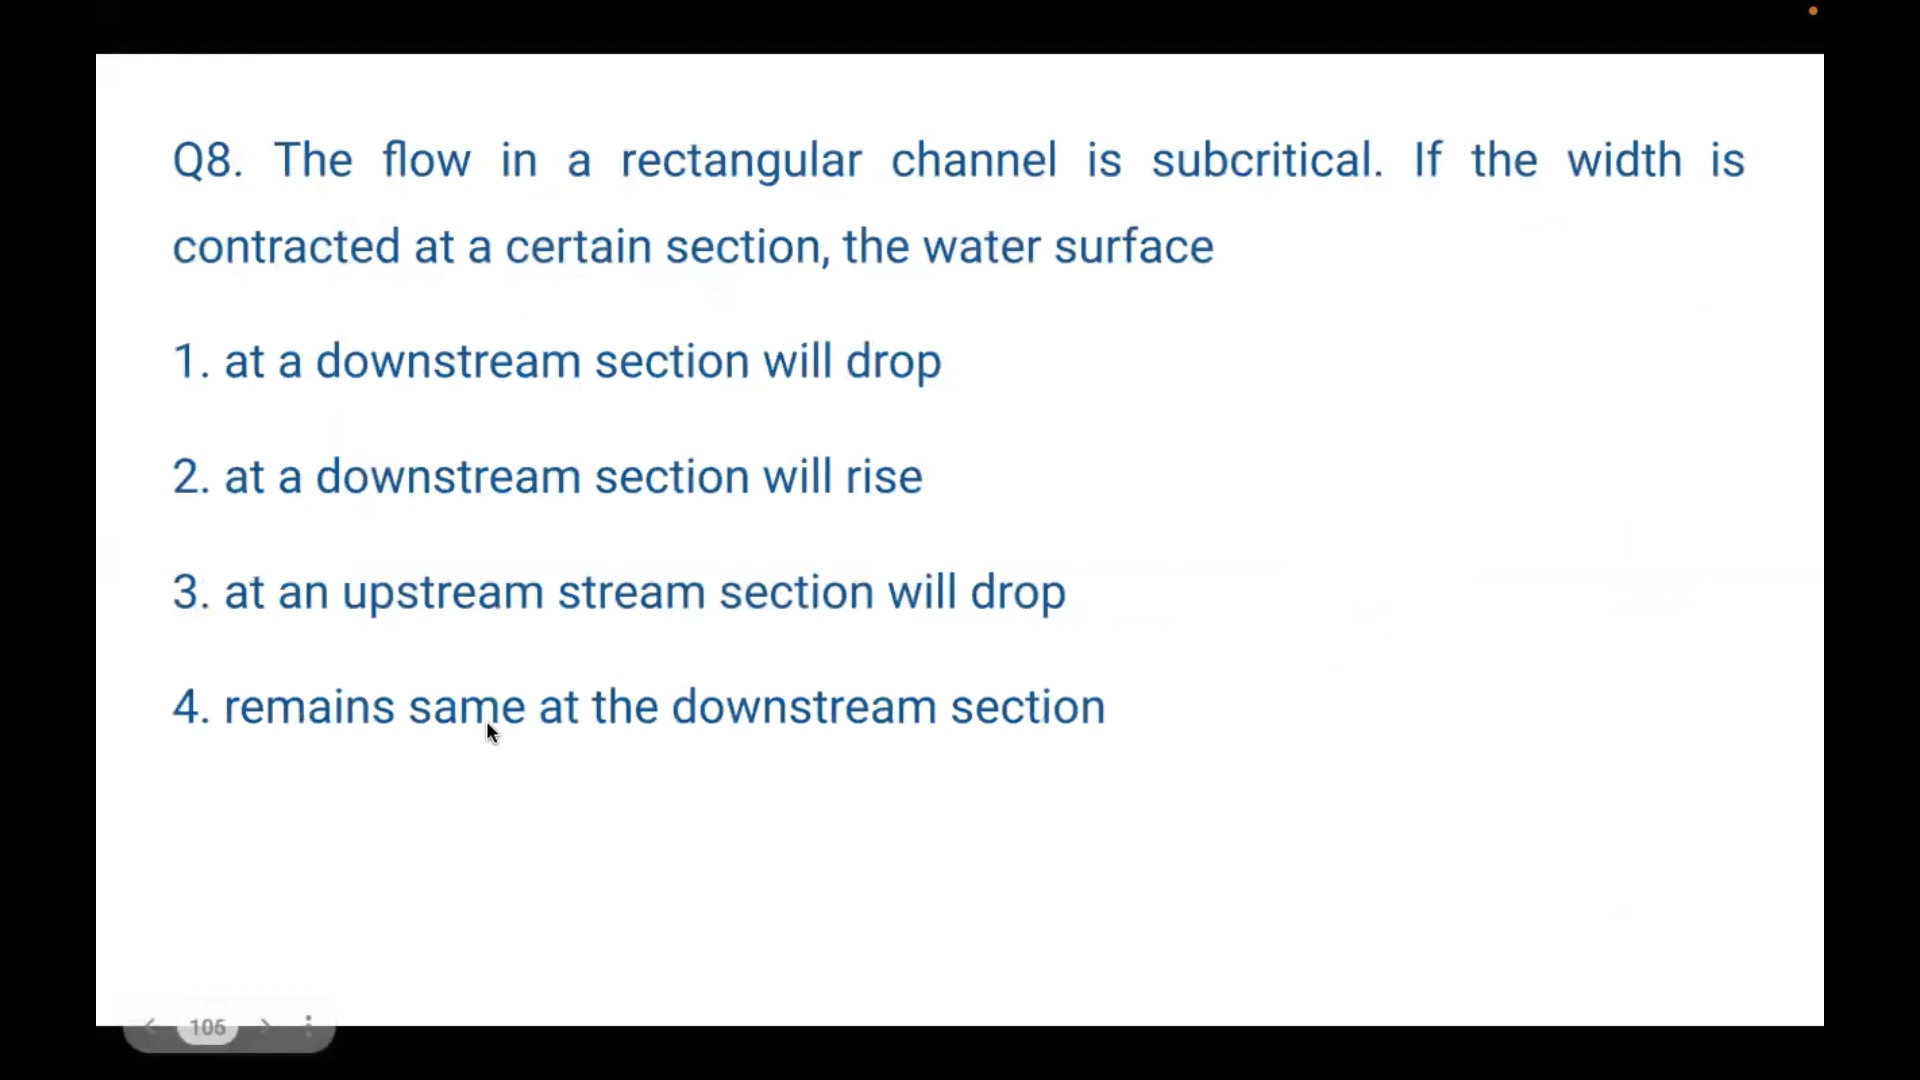 Q8. The flow in a rectangular channel is subcritical. If the width is
contracted at a certain section, the water surface
1. at a downstream section will drop
2. at a downstream section will rise
3. at an upstream stream section will drop
4. remains same at the downstream section
106